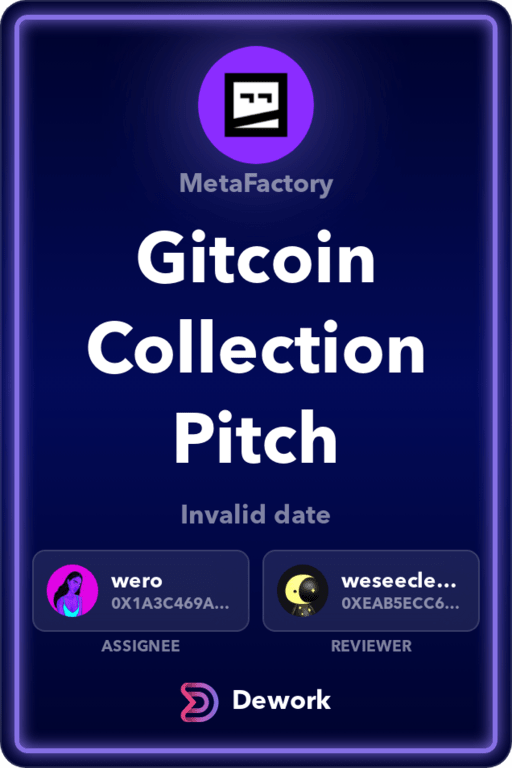 MetaFactory
Gitcoin
Collection
Pitch
Invalid date
wero
0X1A3C469A...
ASSIGNEE
weseecle...
0XEAB5ECC6...
REVIEWER
Dework